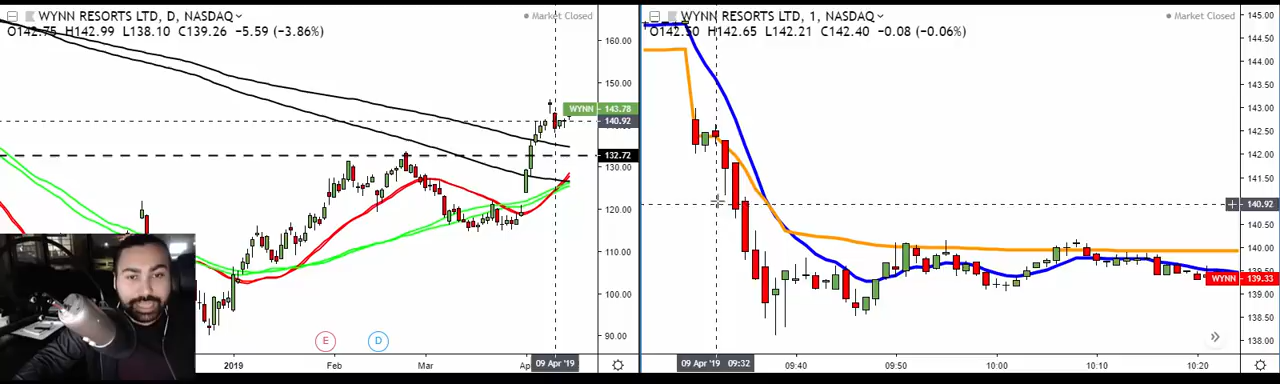 WYNN RESORTS LTD, D, NASDAQ
Market Closed
O142.75 H142.99 L138.10 C139.26 −5.59 (−3.86%)
160.00
150.00
WYNN 143.78
140.92
132.72
130.00
120.00
110.00
100.00
90.00
E
D
2019
Feb
Mar
09 Apr '19
WYNN RESORTS LTD, 1, NASDAQ
Market Closed
O142.50 H142.65 L142.21 C142.40 −0.08 (−0.06%)
145.00
144.50
144.00
143.50
143.00
142.50
142.00
141.50
140.92
140.00
WYNN 139.33
139.00
138.50
138.00
09 Apr '19 09:32
09:40
09:50
10:00
10:10
10:20